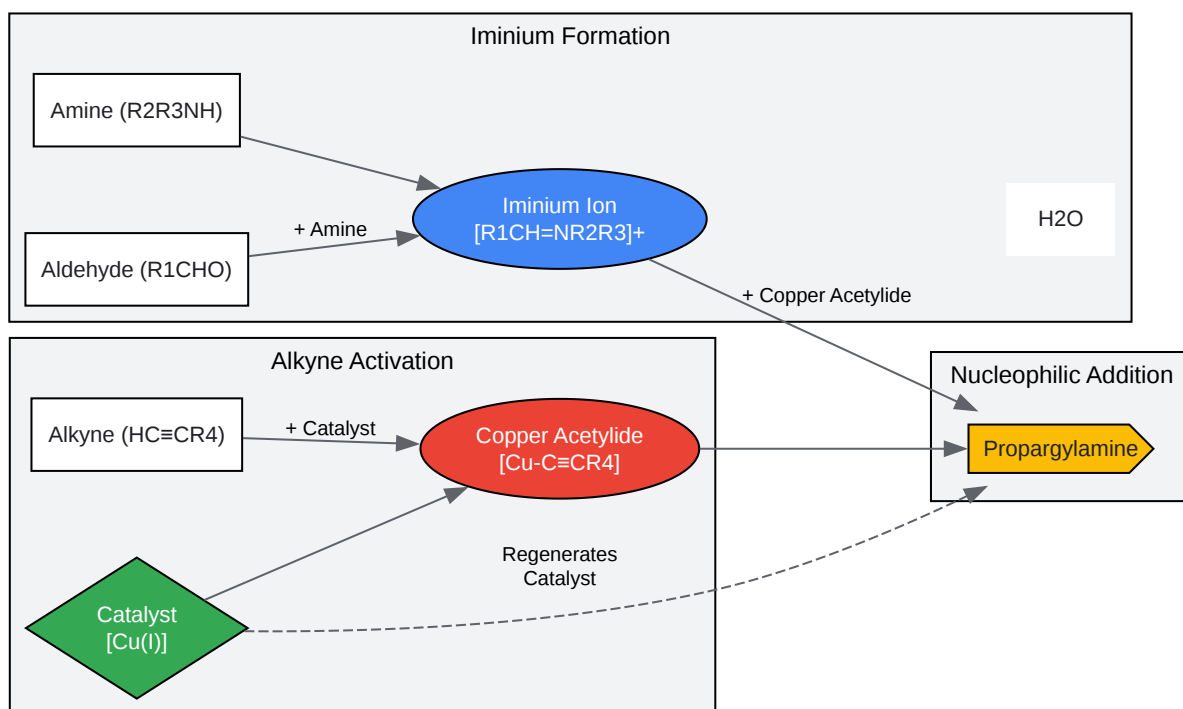 Iminium Formation
Amine (R2R3NH)
Iminium Ion
[R1CH=NR2R3]+
H2O
+ Amine
Aldehyde (R1CHO)
+ Copper Acetylide
Alkyne Activation
Nucleophilic Addition
Alkyne (HC≡CR4)
+ Catalyst
Copper Acetylide
[Cu-C≡CR4]
Propargylamine
Regenerates
Catalyst
Catalyst
[Cu(I)]